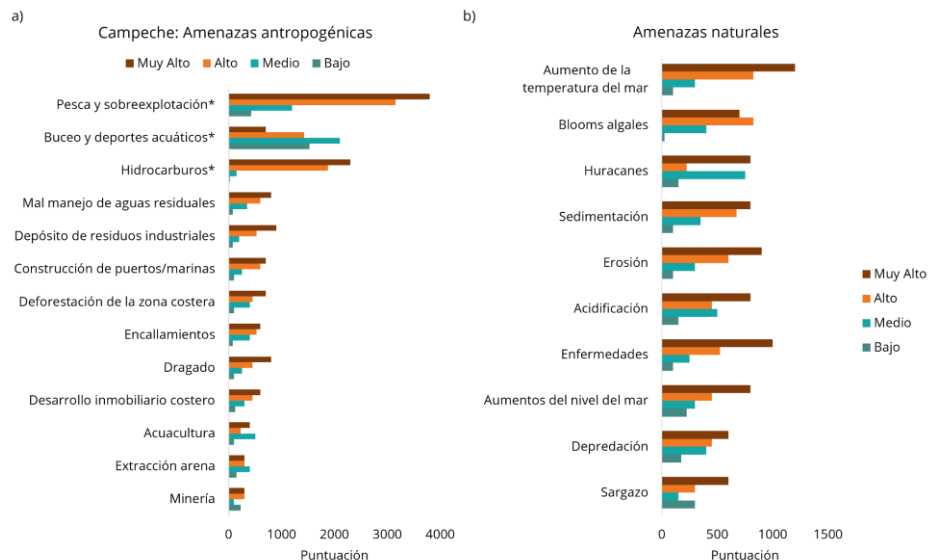 a)
Campeche: Amenazas antropogénicas
Muy Alto Alto Medio Bajo
Pesca y sobreexplotación*
Buceo y deportes acuáticos*
Hidrocarburos*
Mal manejo de aguas residuales
Depósito de residuos industriales
Construcción de puertos/marinas
Deforestación de la zona costera
Encallamientos
Dragado
Desarrollo inmobiliario costero
Acuacultura
Extracción arena
Minería
0 1000 2000 3000 4000
Puntuación
b)
Amenazas naturales
Aumento de la
temperatura del mar
Blooms algales
Huracanes
Sedimentación
Erosión
Acidificación
Enfermedades
Aumentos del nivel del mar
Depredación
Sargazo
0 500 1000 1500
Puntuación
Muy Alto
Alto
Medio
Bajo